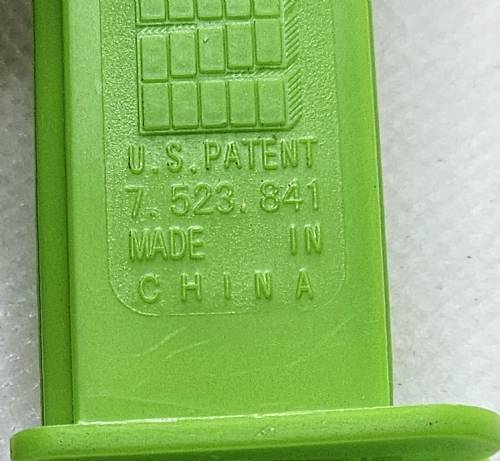 U.S. PATENT
7. 523. 841
MADE IN
CHINA